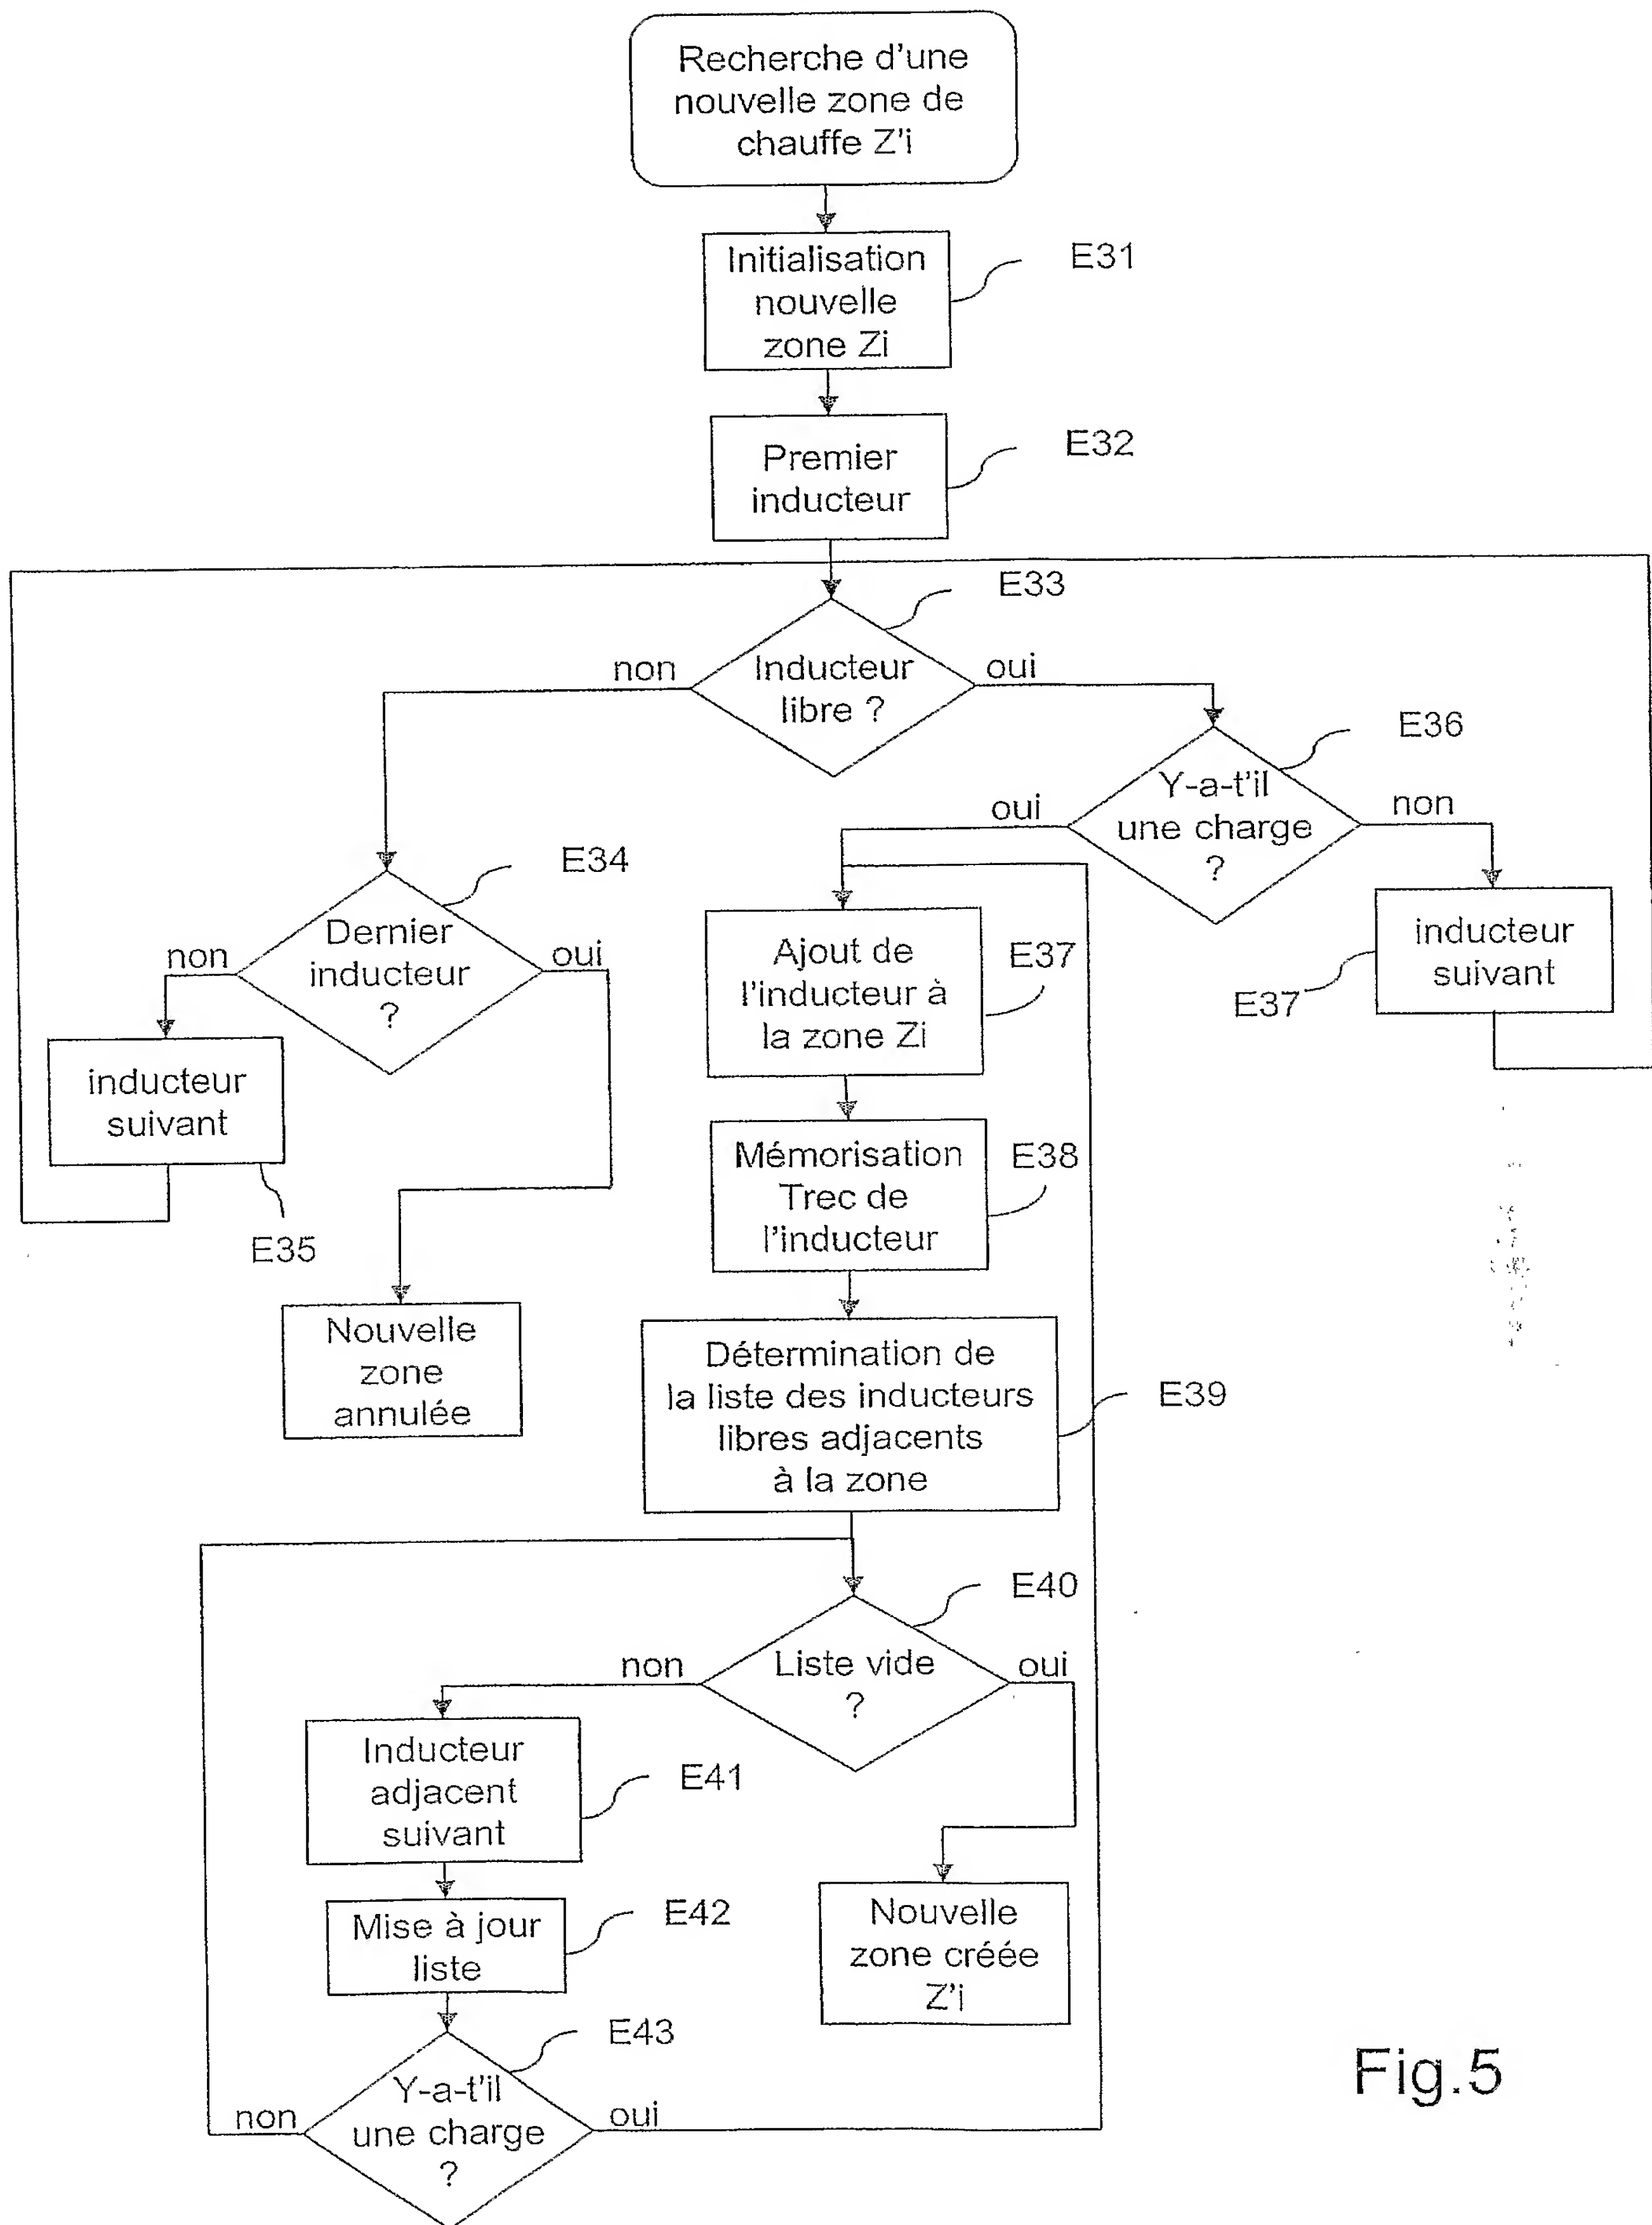 Recherche d'une
nouvelle zone de
chauffe Z'i
Initialisation
nouvelle
zone Zi
E31
Premier
inducteur
E32
E33
non
Inducteur
libre ?
oui
E36
Y-a-t'il
une charge
?
oui
non
E34
Dernier
inducteur
?
non
oui
inducteur
suivant
E37
Ajout de
l'inducteur à
la zone Zi
E37
inducteur
suivant
E35
Mémorisation
Trec de
l'inducteur
E38
Nouvelle
zone
annulée
Détermination de
la liste des inducteurs
libres adjacents
à la zone
E39
E40
non
Liste vide
?
oui
Inducteur
adjacent
suivant
E41
Mise à jour
liste
E42
Nouvelle
zone créée
Z'i
E43
Y-a-t'il
une charge
?
non
oui
Fig.5